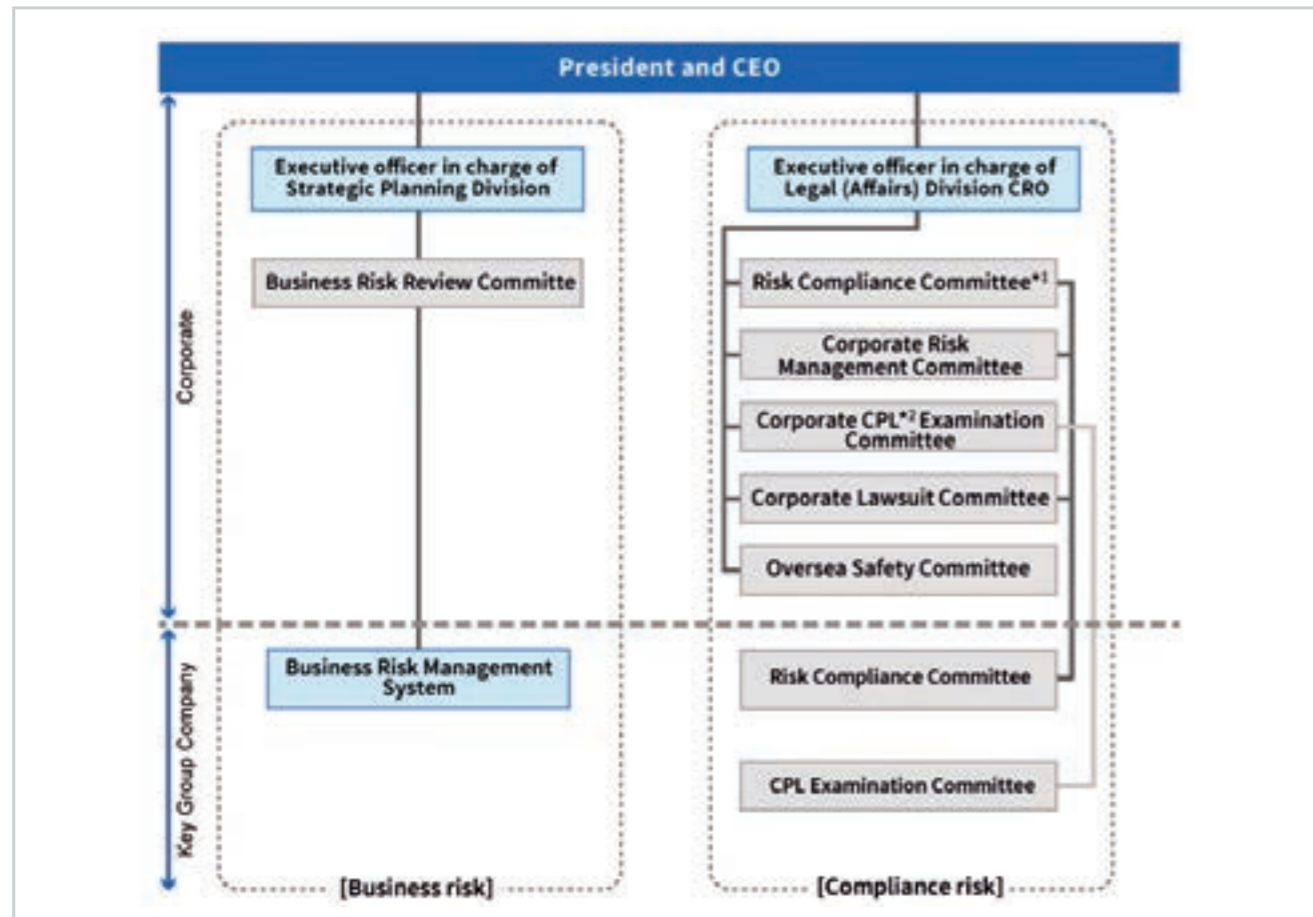 President and CEO
Corporate
Executive officer in charge of
Strategic Planning Division
Business Risk Review Committe
Executive officer in charge of
Legal (Affairs) Division CRO
Risk Compliance Committee*1
Corporate Risk
Management Committee
Corporate CPL*2 Examination
Committee
Corporate Lawsuit Committee
Oversea Safety Committee
Key Group Company
Business Risk Management
System
Risk Compliance Committee
CPL Examination Committee
[Business risk]
[Compliance risk]